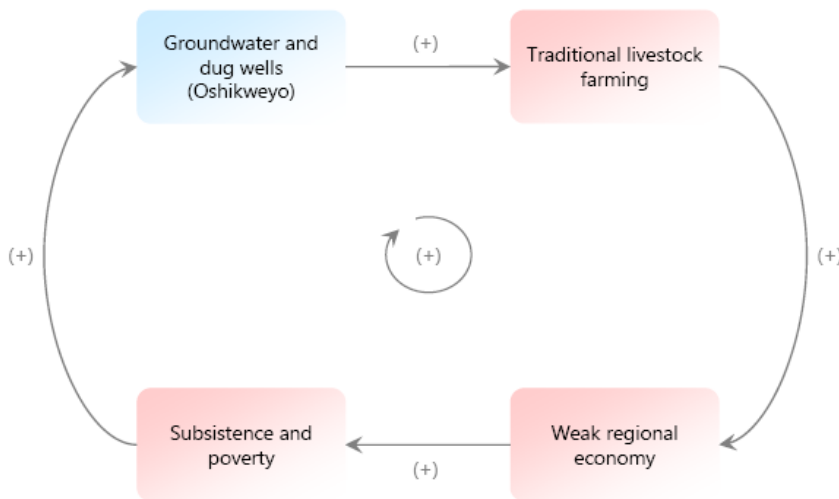 Groundwater and
dug wells
(Oshikweyo)
(+)
Traditional livestock
farming
(+)
(+)
(+)
Subsistence and
poverty
(+)
Weak regional
economy